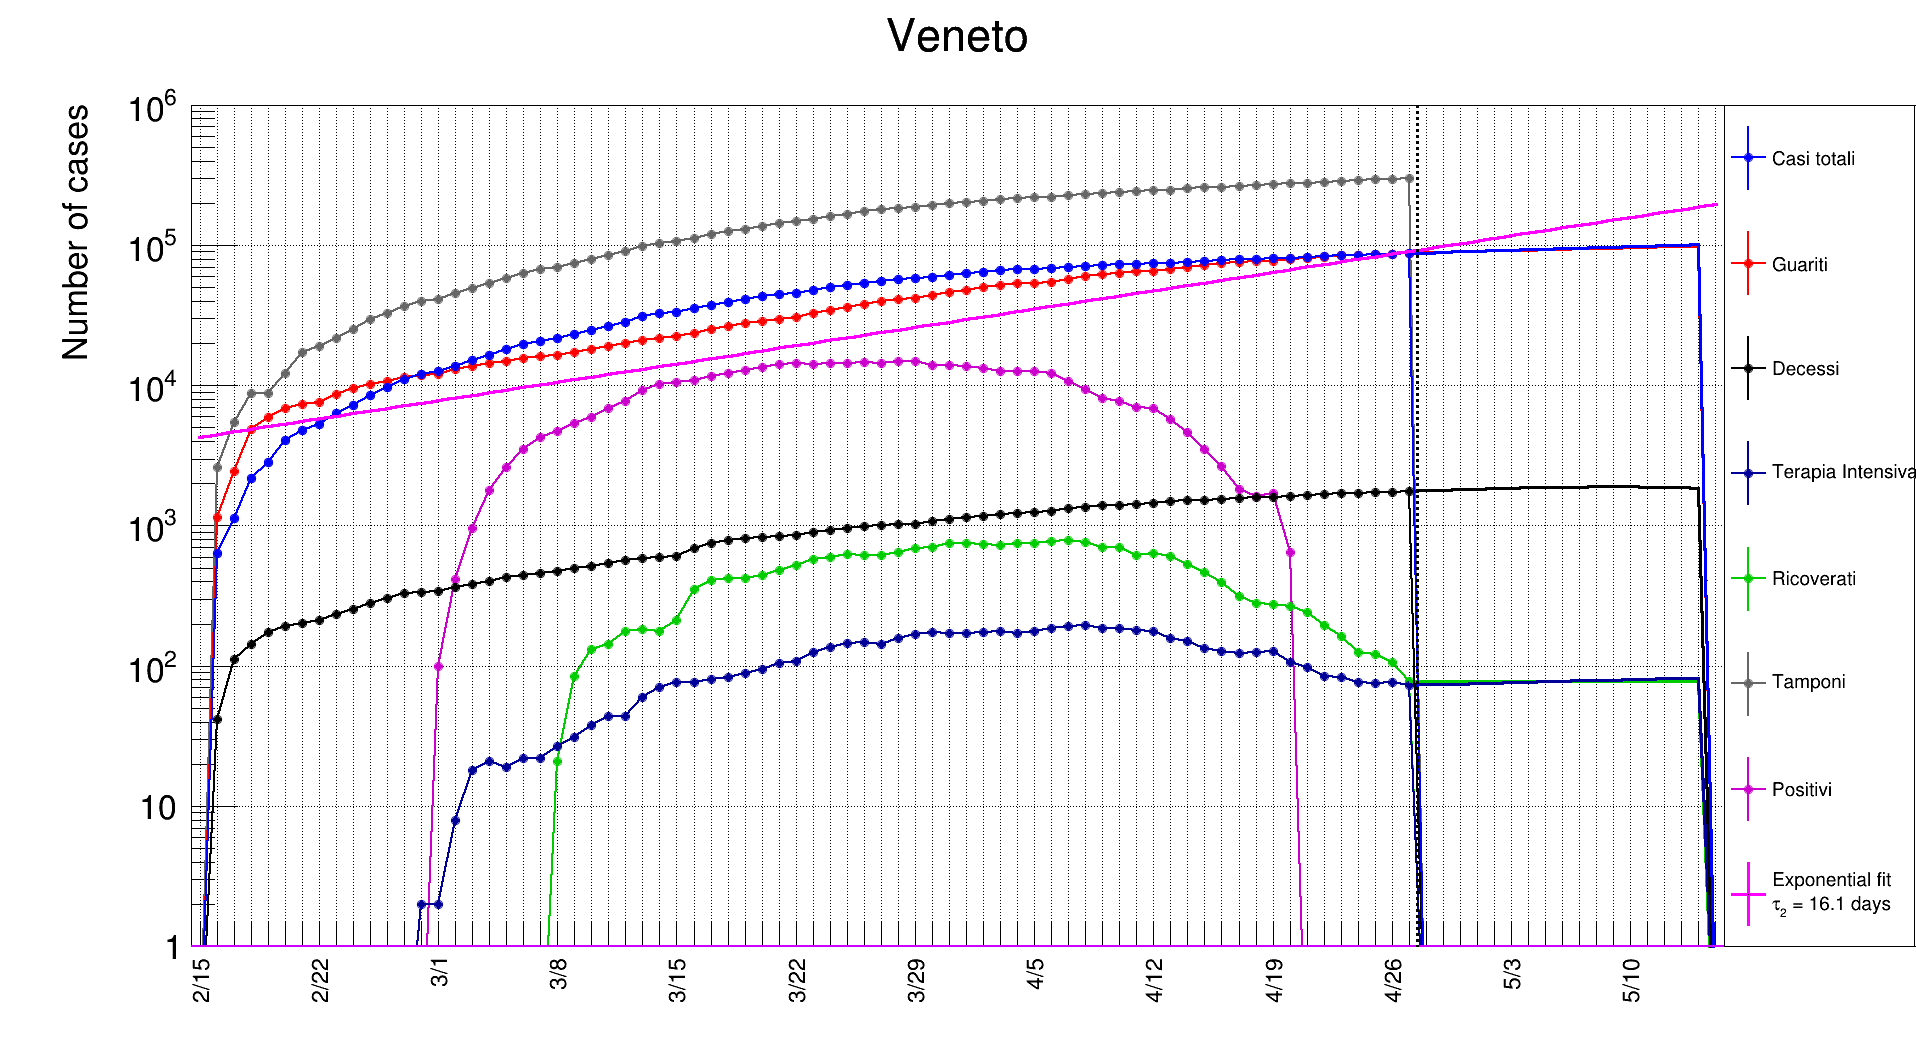 Veneto
Number of cases
10^6
10^5
10^4
10^3
10^2
10
1
2/15
2/22
3/1
3/8
3/15
3/22
3/29
4/5
4/12
4/19
4/26
5/3
5/10
Casi totali
Guariti
Decessi
Terapia Intensiva
Ricoverati
Tamponi
Positivi
Exponential fit
τ₂ = 16.1 days